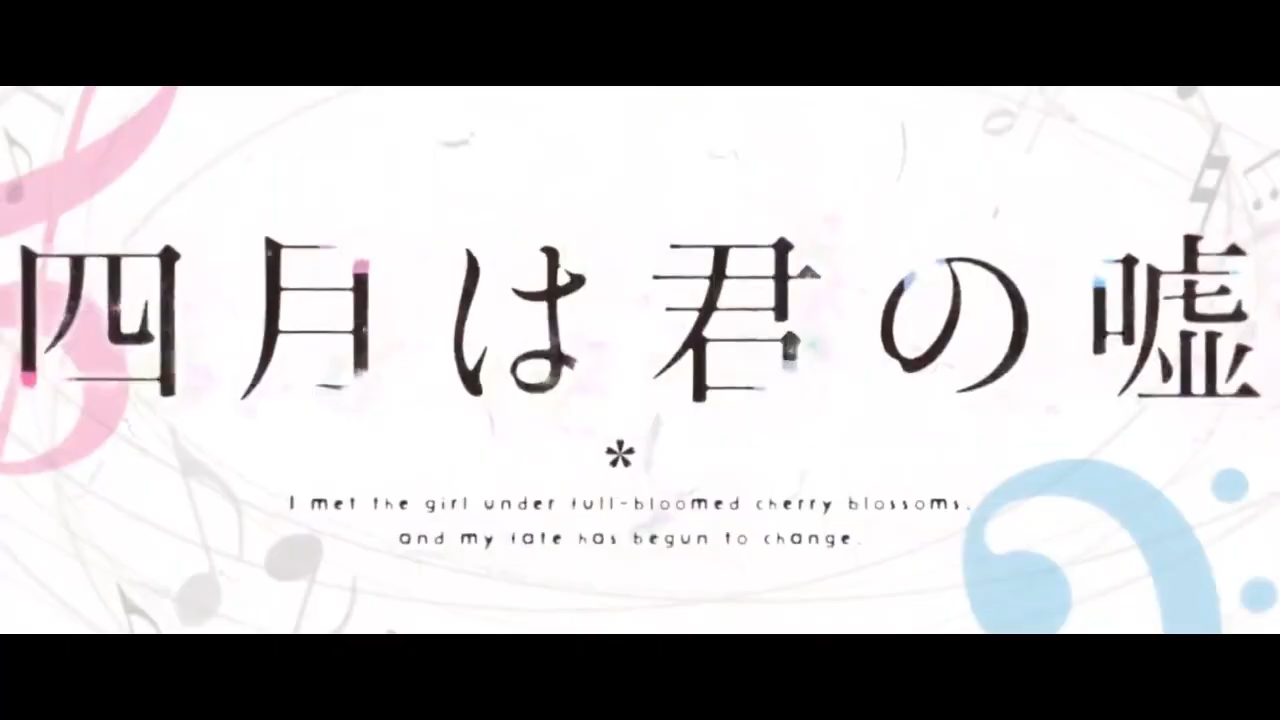 四月は君の嘘
*
I met the girl under full-bloomed cherry blossoms,
and my fate has begun to change.